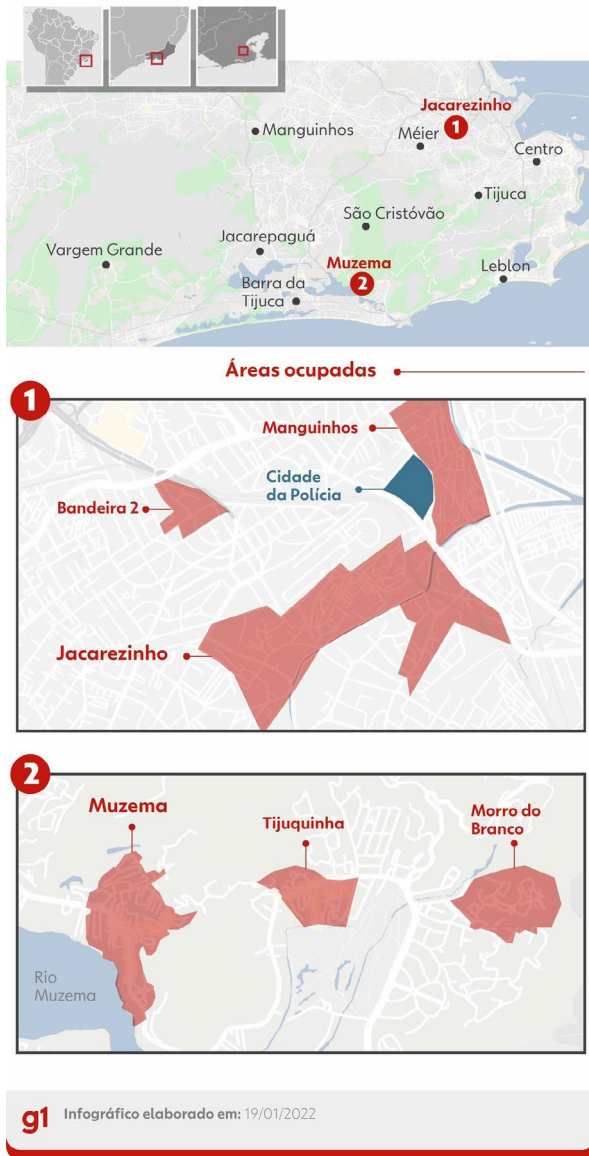 Jacarezinho
1
Manguinhos
Méier
Centro
Tijuca
São Cristóvão
Jacarepaguá
Vargem Grande
Muzema
2
Leblon
Barra da
Tijuca
Áreas ocupadas
1
Manguinhos
Cidade
da Polícia
Bandeira 2
Jacarezinho
2
Muzema
Tijuquinha
Morro do
Branco
Rio
Muzema
g1 Infográfico elaborado em: 19/01/2022